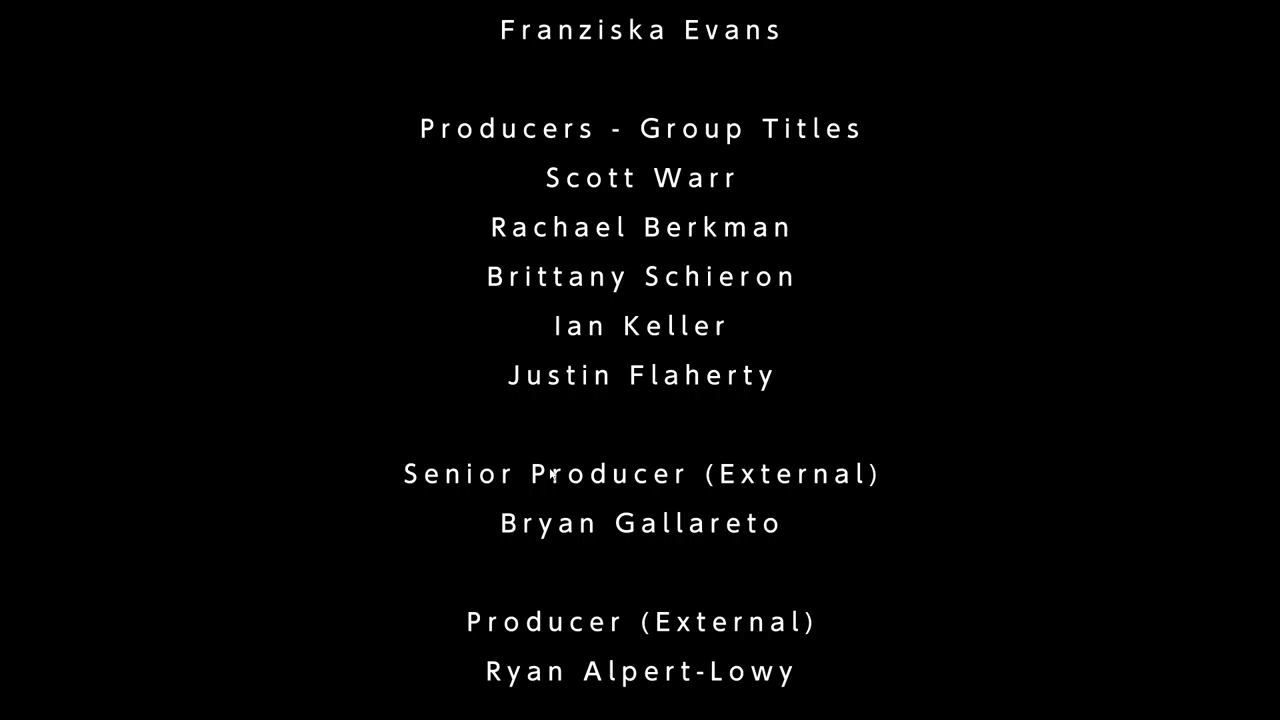 Franziska Evans
Producers - Group Titles
Scott Warr
Rachael Berkman
Brittany Schieron
Ian Keller
Justin Flaherty
Senior Producer (External)
Bryan Gallareto
Producer (External)
Ryan Alpert-Lowy